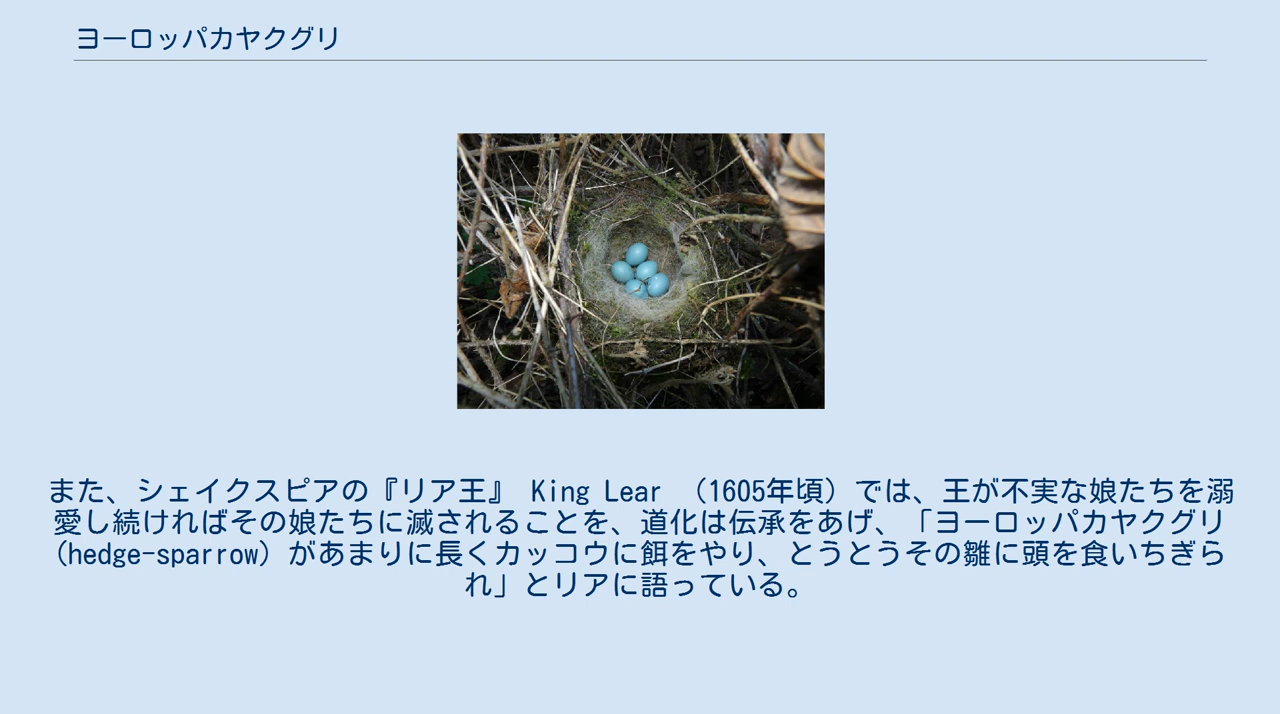 ヨーロッパカヤクグリ
また、シェイクスピアの『リア王』 King Lear （1605年頃）では、王が不実な娘たちを溺
愛し続ければその娘たちに滅されることを、道化は伝承をあげ、「ヨーロッパカヤクグリ
(hedge-sparrow) があまりに長くカッコウに餌をやり、とうとうその雛に頭を食いちぎら
れ」とリアに語っている。